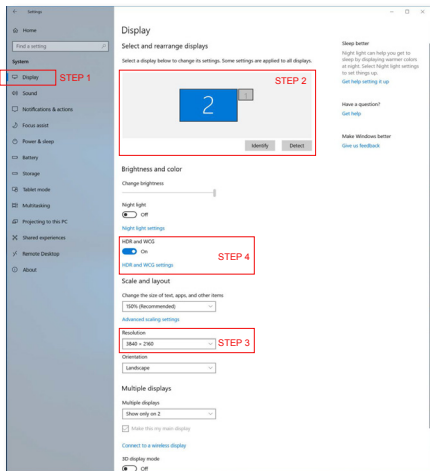 Settings
Home
Find a setting
System
Display
STEP 1
Sound
Notifications & actions
Focus assist
Power & sleep
Battery
Storage
Tablet mode
Multitasking
Projecting to this PC
Shared experiences
Remote Desktop
About
Display
Select and rearrange displays
Select a display below to change its settings. Some settings are applied to all displays.
STEP 2
2
1
Identify
Detect
Brightness and color
Change brightness
Night light
Off
Night light settings
HDR and WCG
On
STEP 4
HDR and WCG settings
Scale and layout
Change the size of text, apps, and other items
150% (Recommended)
Advanced scaling settings
Resolution
3840 × 2160
STEP 3
Orientation
Landscape
Multiple displays
Multiple displays
Show only on 2
Make this my main display
Connect to a wireless display
3D display mode
Off
Sleep better
Night light can help you get to
sleep by displaying warmer colors
at night. Select Night light settings
to set things up.
Get help setting it up
Have a question?
Get help
Make Windows better
Give us feedback